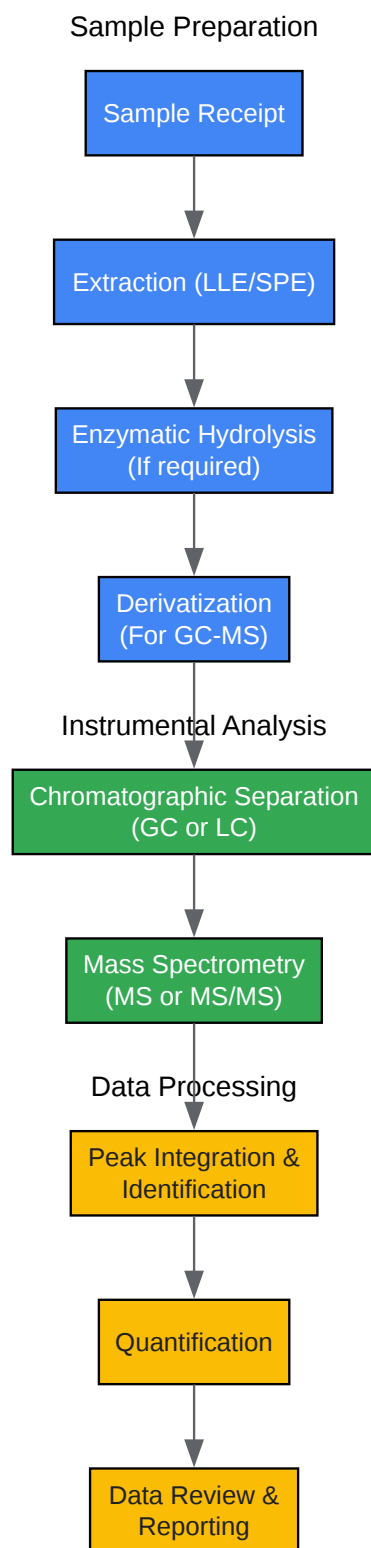 Sample Preparation
Sample Receipt
Extraction (LLE/SPE)
Enzymatic Hydrolysis
(If required)
Derivatization
(For GC-MS)
Instrumental Analysis
Chromatographic Separation
(GC or LC)
Mass Spectrometry
(MS or MS/MS)
Data Processing
Peak Integration &
Identification
Quantification
Data Review &
Reporting